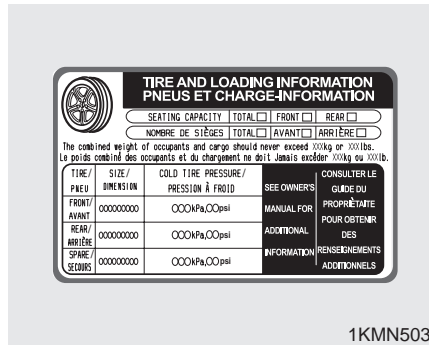 TIRE AND LOADING INFORMATION
PNEUS ET CHARGE-INFORMATION
SEATING CAPACITY TOTAL□ FRONT□ REAR□
NOMBRE DE SIÈGES TOTAL□ AVANT□ ARRIÈRE□
The combined weight of occupants and cargo should never exceed XXXkg or XXXlbs.
Le poids combiné des occupants et du chargement ne doit Jamais excéder XXXkg ou XXXlb.
TIRE/
PNEU
SIZE/
DIMENSION
COLD TIRE PRESSURE/
PRESSION À FROID
FRONT/
AVANT
000000000
OOOkPa,OOpsi
REAR/
ARRIÈRE
000000000
OOOkPa,OOpsi
SPARE/
SECOURS
000000000
OOOkPa,OOpsi
SEE OWNER'S
MANUAL FOR
ADDITIONAL
INFORMATION
CONSULTER LE
GUIDE DU
PROPRIÈTAITE
POUR OBTENIR
DES
RENSEIGNEMENTS
ADDITIONNELS
1KMN503